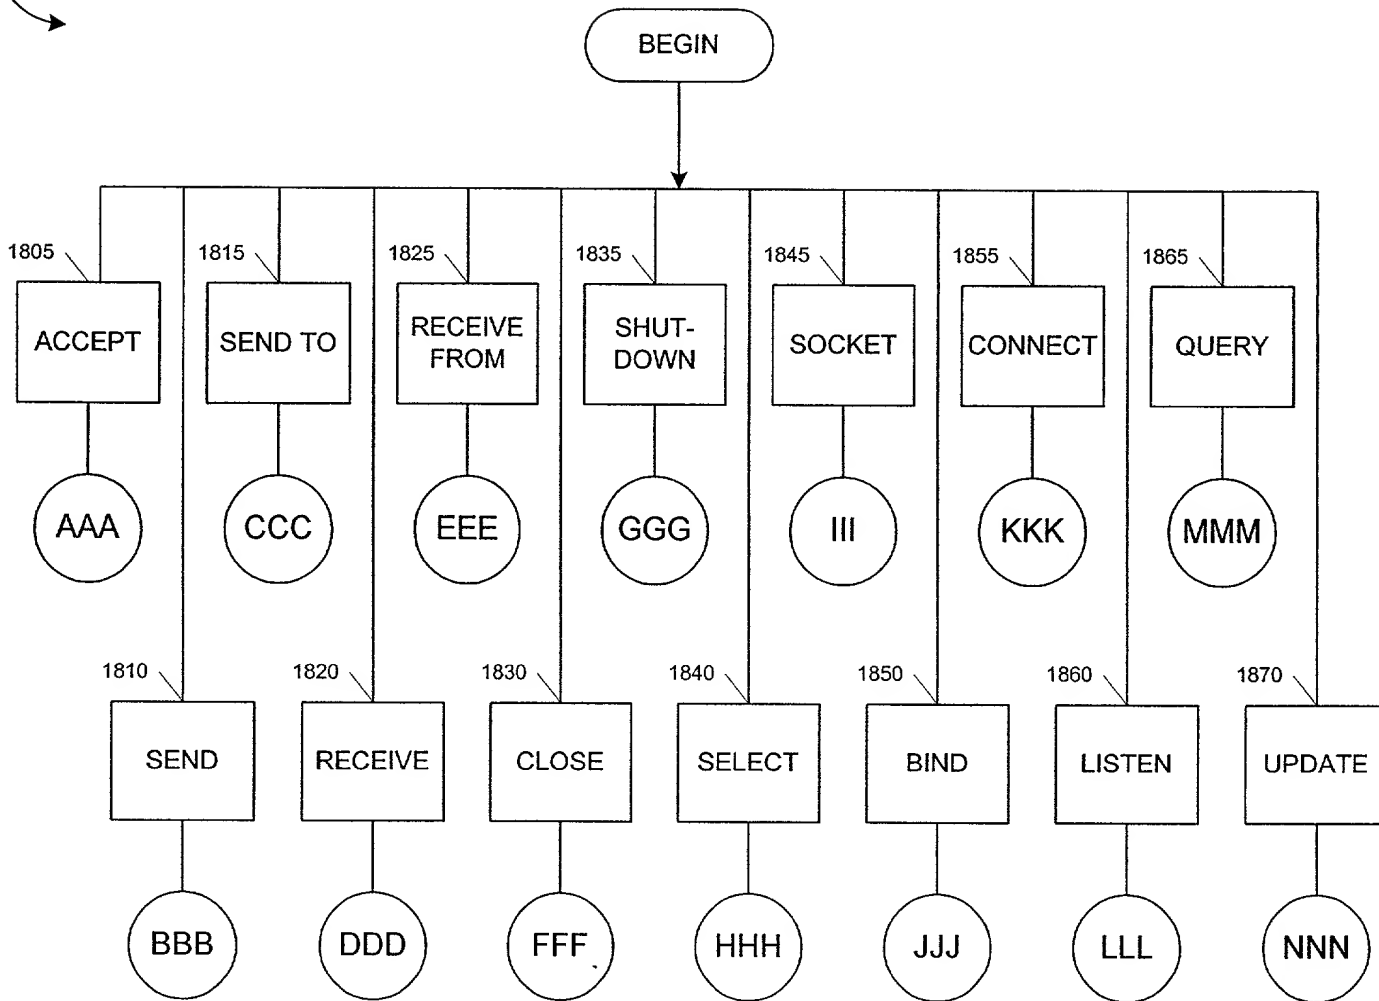 BEGIN
1805
1815
1825
1835
1845
1855
1865
ACCEPT
SEND TO
RECEIVE
FROM
SHUT-
DOWN
SOCKET
CONNECT
QUERY
AAA
CCC
EEE
GGG
III
KKK
MMM
1810
1820
1830
1840
1850
1860
1870
SEND
RECEIVE
CLOSE
SELECT
BIND
LISTEN
UPDATE
BBB
DDD
FFF
HHH
JJJ
LLL
NNN